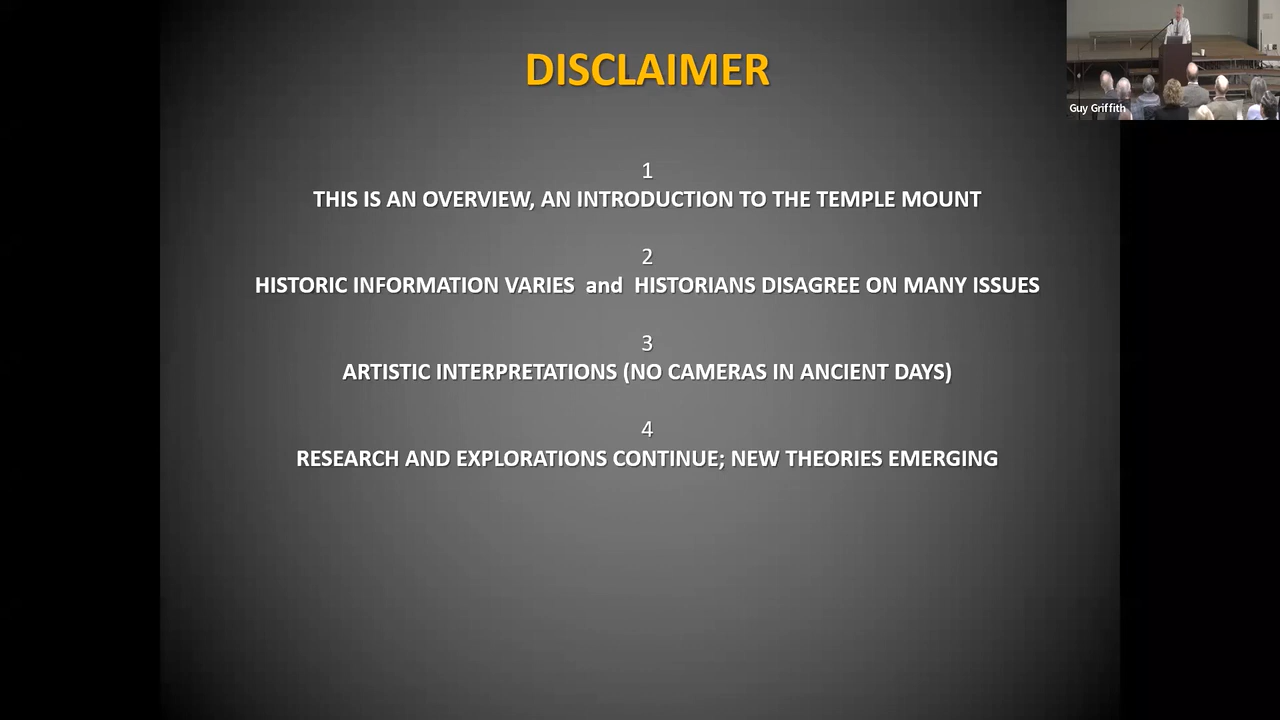 DISCLAIMER
Guy Griffith
1
THIS IS AN OVERVIEW, AN INTRODUCTION TO THE TEMPLE MOUNT
2
HISTORIC INFORMATION VARIES and HISTORIANS DISAGREE ON MANY ISSUES
3
ARTISTIC INTERPRETATIONS (NO CAMERAS IN ANCIENT DAYS)
4
RESEARCH AND EXPLORATIONS CONTINUE; NEW THEORIES EMERGING